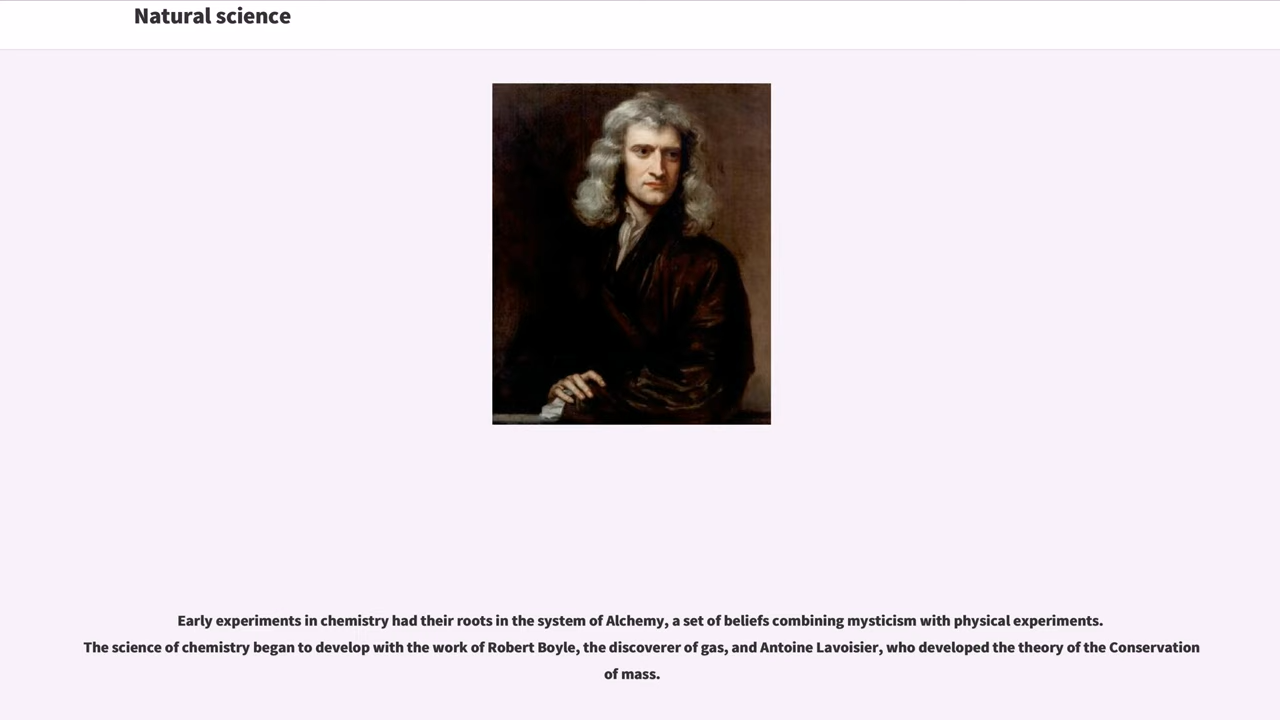 Natural science
Early experiments in chemistry had their roots in the system of Alchemy, a set of beliefs combining mysticism with physical experiments.
The science of chemistry began to develop with the work of Robert Boyle, the discoverer of gas, and Antoine Lavoisier, who developed the theory of the Conservation
of mass.